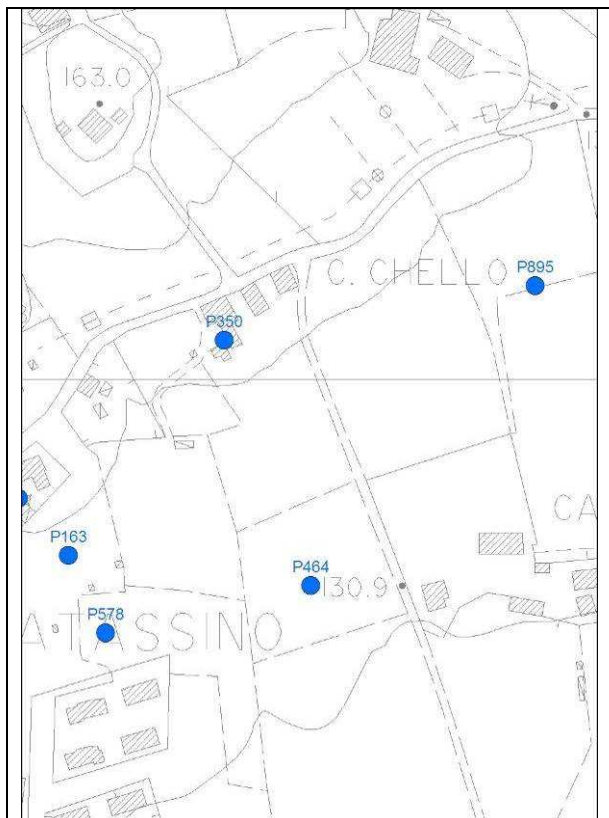 163.0
C. CHELLO
P895
P350
CA
P163
P464
130.9
P578
ATASSINO